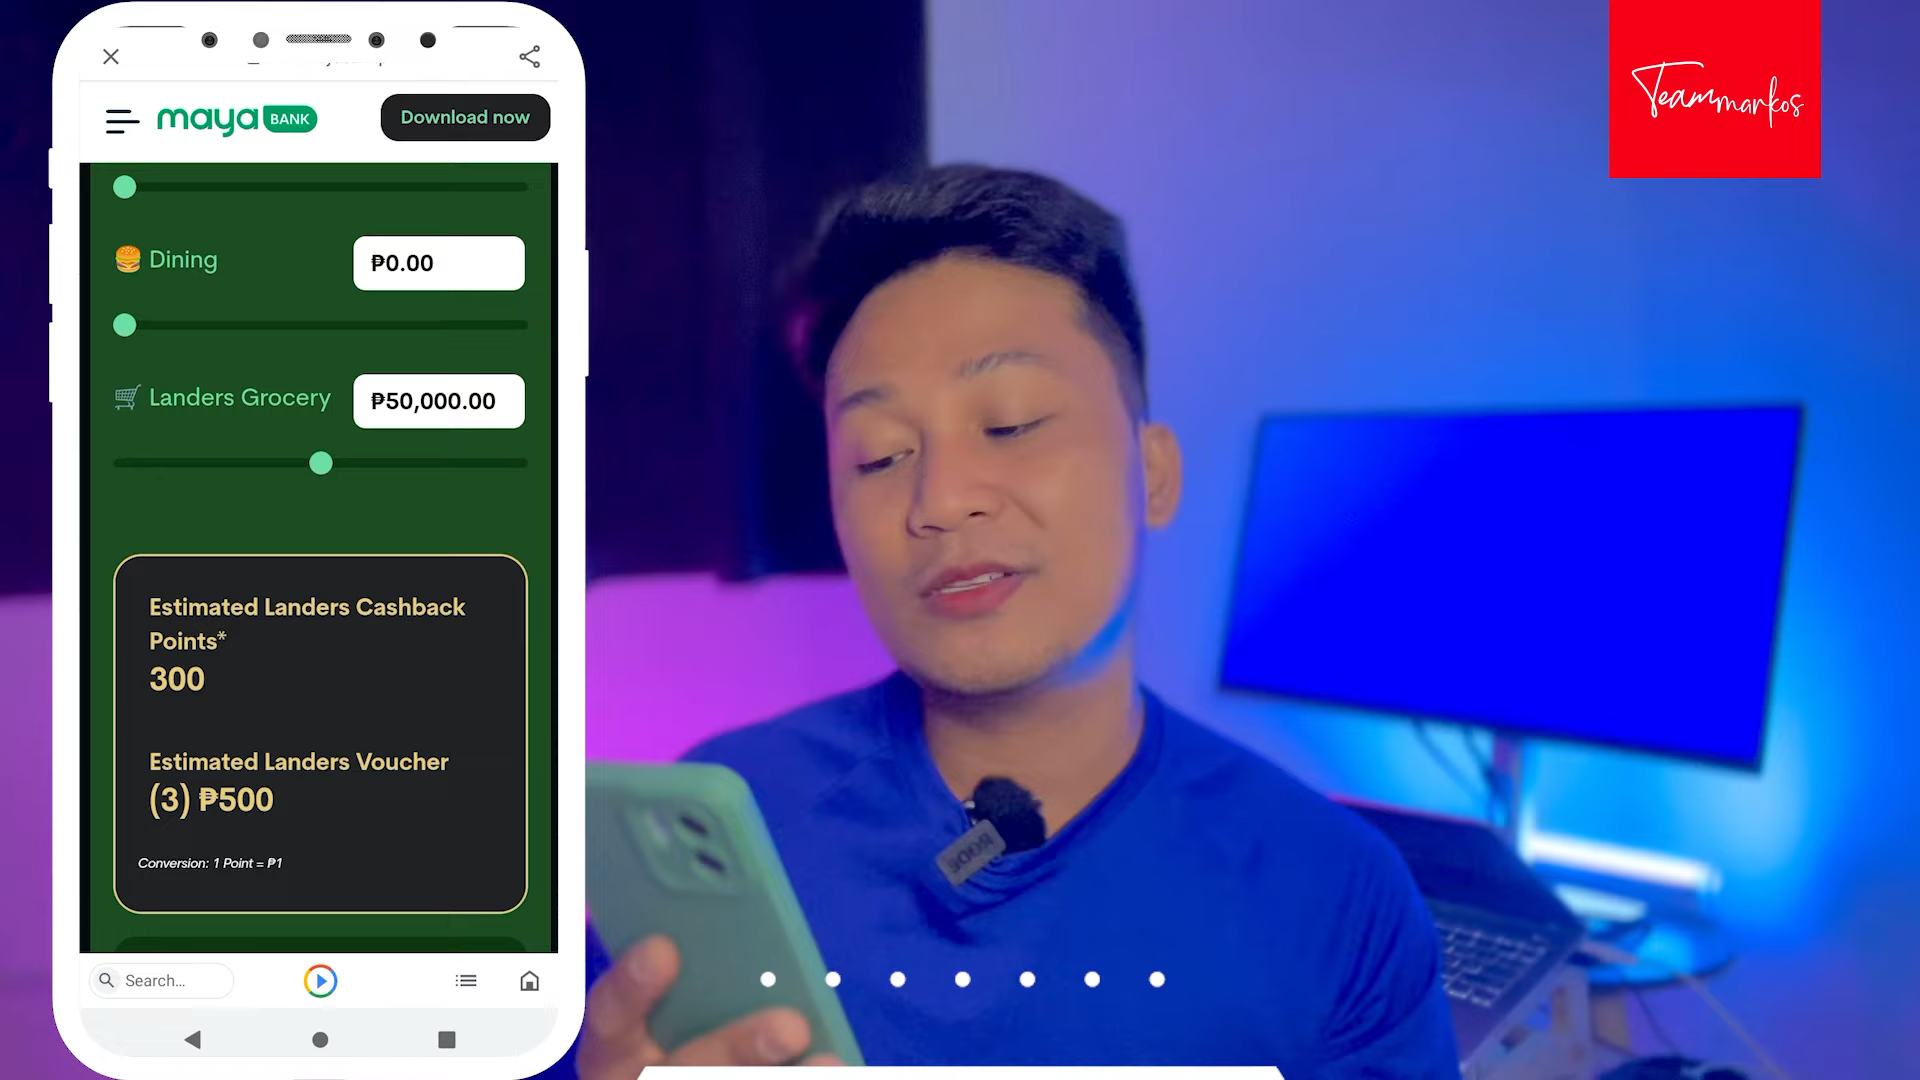 maya BANK
Download now
Dining
₱0.00
Landers Grocery
₱50,000.00
Estimated Landers Cashback
Points*
300
Estimated Landers Voucher
(3) ₱500
Conversion: 1 Point = ₱1
Search...
Teammarkos
RODE